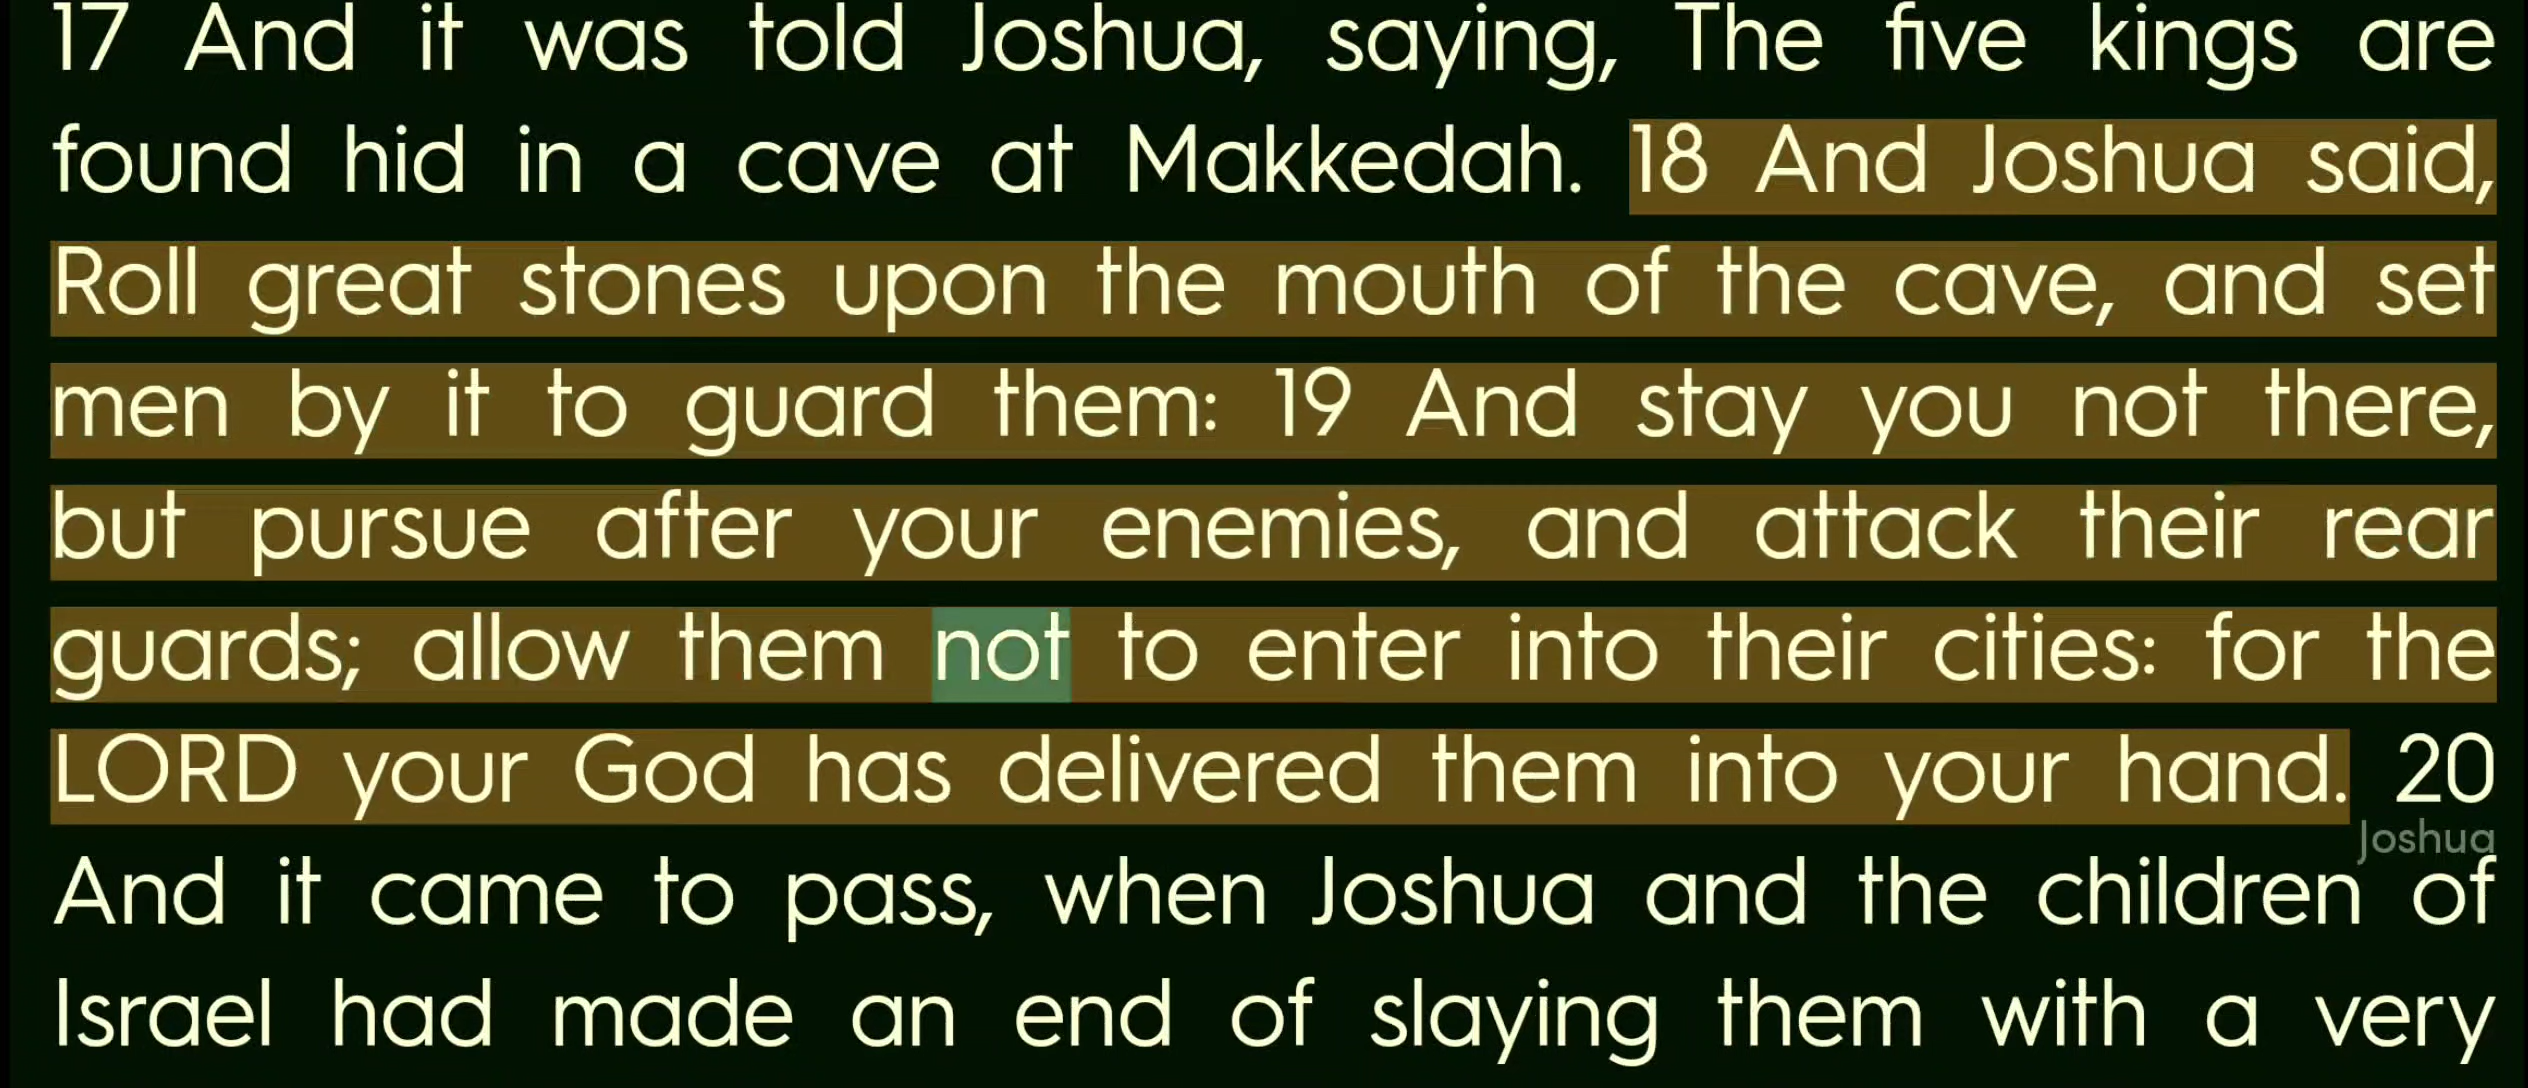 17 And it was told Joshua, saying, The five kings are
found hid in a cave at Makkedah. 18 And Joshua said,
Roll great stones upon the mouth of the cave, and set
men by it to guard them: 19 And stay you not there,
but pursue after your enemies, and attack their rear
guards; allow them not to enter into their cities: for the
LORD your God has delivered them into your hand. 20
Joshua
And it came to pass, when Joshua and the children of
Israel had made an end of slaying them with a very